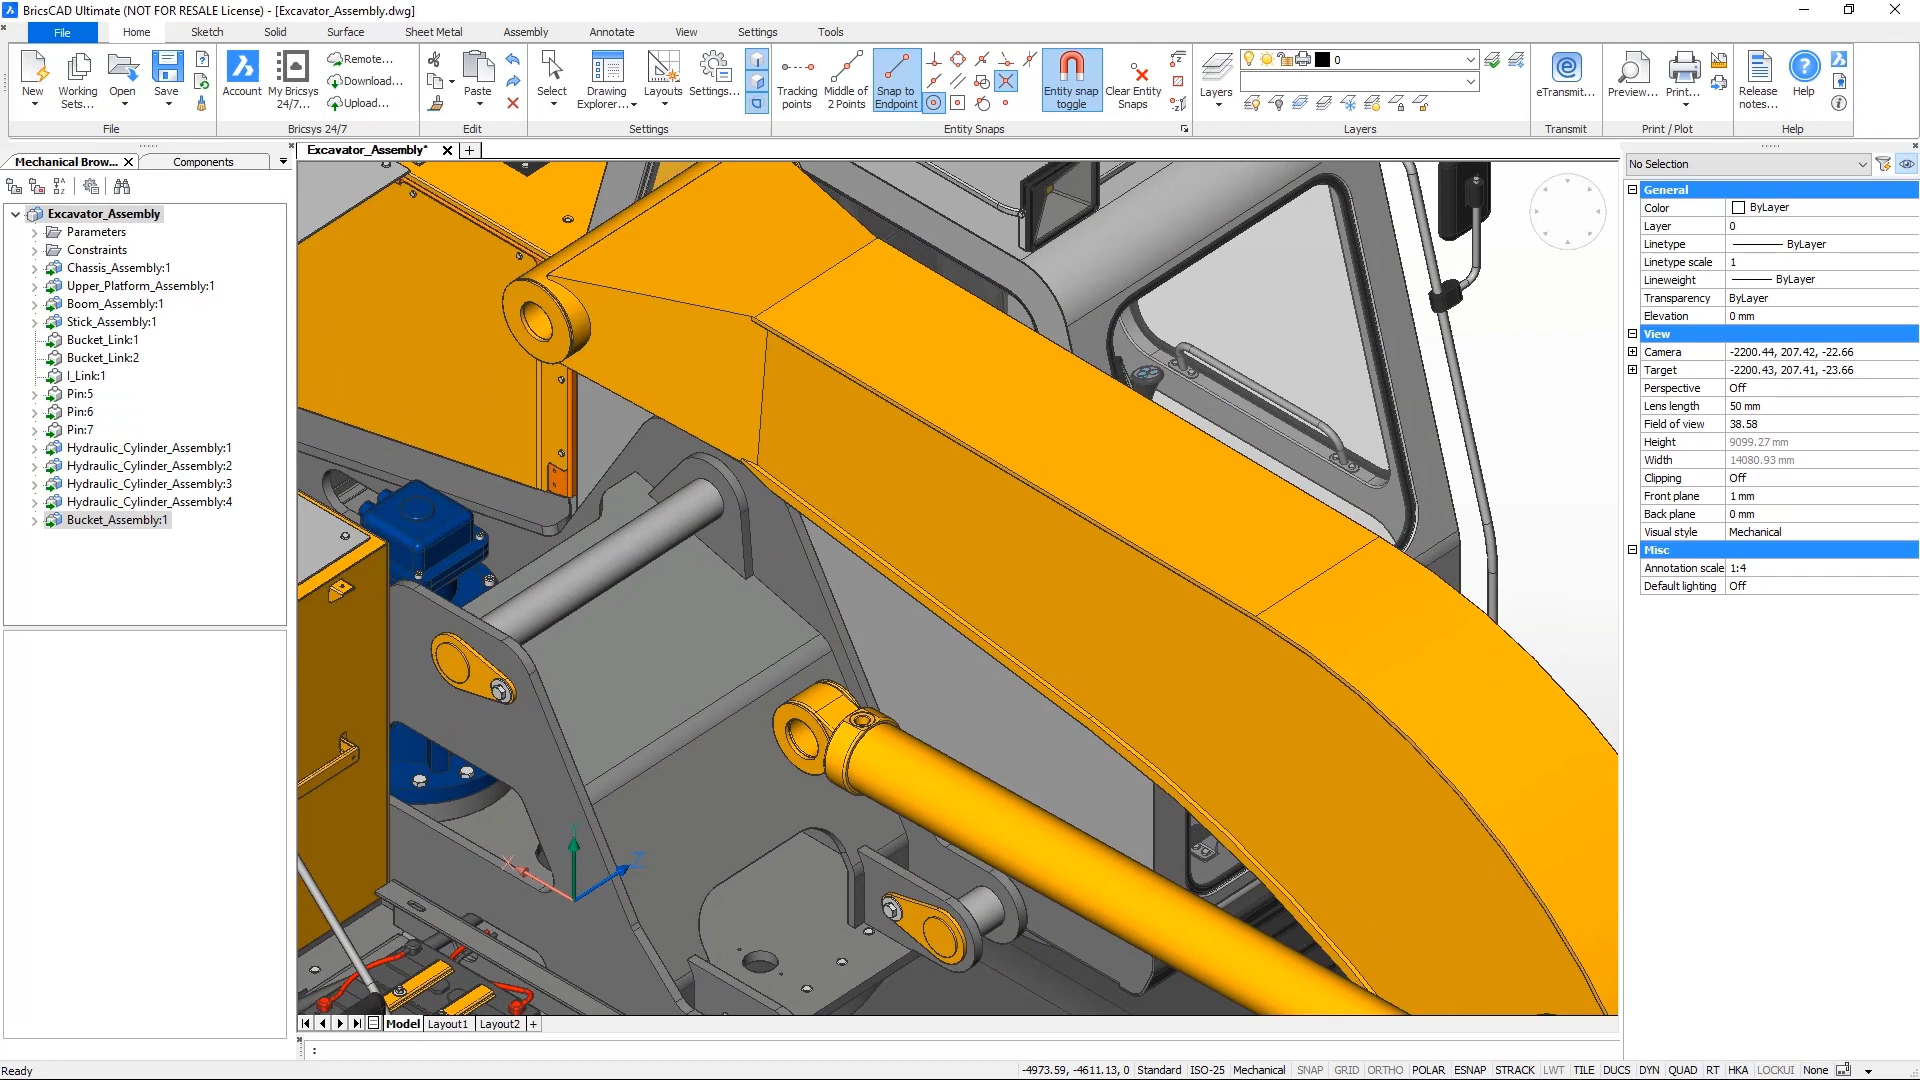 BricsCAD Ultimate (NOT FOR RESALE License) - [Excavator_Assembly.dwg]
File Home Sketch Solid Surface Sheet Metal Assembly Annotate View Settings Tools
New
Working Sets...
Open
Save
File
Account
My Bricsys 24/7...
Remote...
Download...
Upload...
Bricsys 24/7
Paste
Edit
Select
Drawing Explorer...
Layouts
Settings...
Settings
Tracking points
Middle of 2 Points
Snap to Endpoint
Entity snap toggle
Clear Entity Snaps
Entity Snaps
Layers
0
Layers
eTransmit...
Transmit
Preview...
Print...
Print / Plot
Release notes...
Help
Help
Mechanical Brow...
Components
Excavator_Assembly*
Excavator_Assembly
Parameters
Constraints
Chassis_Assembly:1
Upper_Platform_Assembly:1
Boom_Assembly:1
Stick_Assembly:1
Bucket_Link:1
Bucket_Link:2
I_Link:1
Pin:5
Pin:6
Pin:7
Hydraulic_Cylinder_Assembly:1
Hydraulic_Cylinder_Assembly:2
Hydraulic_Cylinder_Assembly:3
Hydraulic_Cylinder_Assembly:4
Bucket_Assembly:1
X
Y
Z
No Selection
General
Color ByLayer
Layer 0
Linetype ByLayer
Linetype scale 1
Lineweight ByLayer
Transparency ByLayer
Elevation 0 mm
View
Camera -2200.44, 207.42, -22.66
Target -2200.43, 207.41, -23.66
Perspective Off
Lens length 50 mm
Field of view 38.58
Height 9099.27 mm
Width 14080.93 mm
Clipping Off
Front plane 1 mm
Back plane 0 mm
Visual style Mechanical
Misc
Annotation scale 1:4
Default lighting Off
Model Layout1 Layout2 +
:
Ready
-4973.59, -4611.13, 0 Standard ISO-25 Mechanical SNAP GRID ORTHO POLAR ESNAP STRACK LWT TILE DUCS DYN QUAD RT HKA LOCKUI None